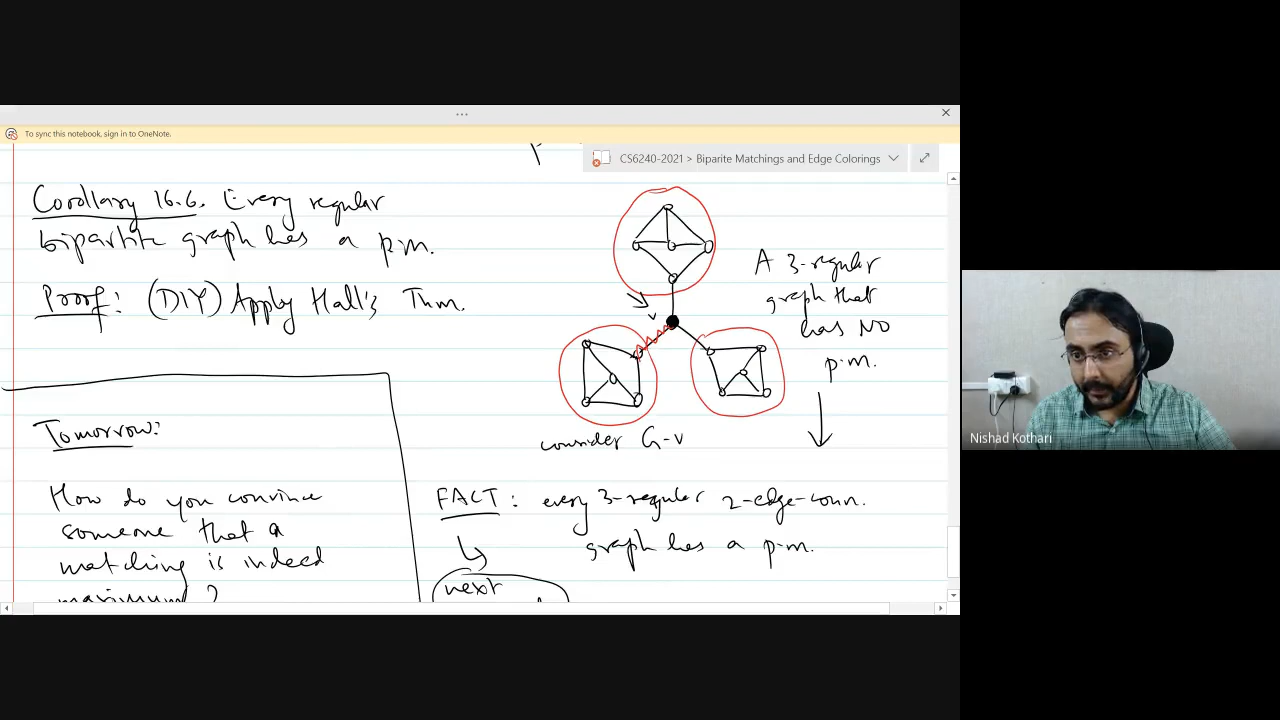 To sync this notebook, sign in to OneNote.
CS6240-2021 > Biparite Matchings and Edge Colorings
Corollary 16.6. Every regular
bipartite graph has a p.m.
Proof: (DIY) Apply Hall's Thm.
A 3-regular
graph that
has NO
p.m.
v
consider G-v
Nishad Kothari
Tomorrow:
How do you convince
someone that a
matching is indeed
maximum?
FACT: every 3-regular 2-edge-conn.
graph has a p.m.
next